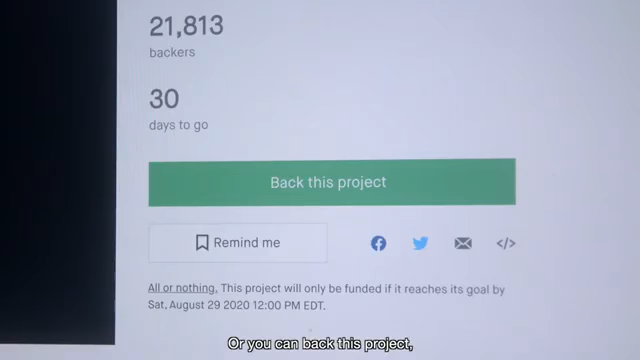 21,813
backers
30
days to go
Back this project
Remind me
All or nothing. This project will only be funded if it reaches its goal by
Sat, August 29 2020 12:00 PM EDT.
Or you can back this project,